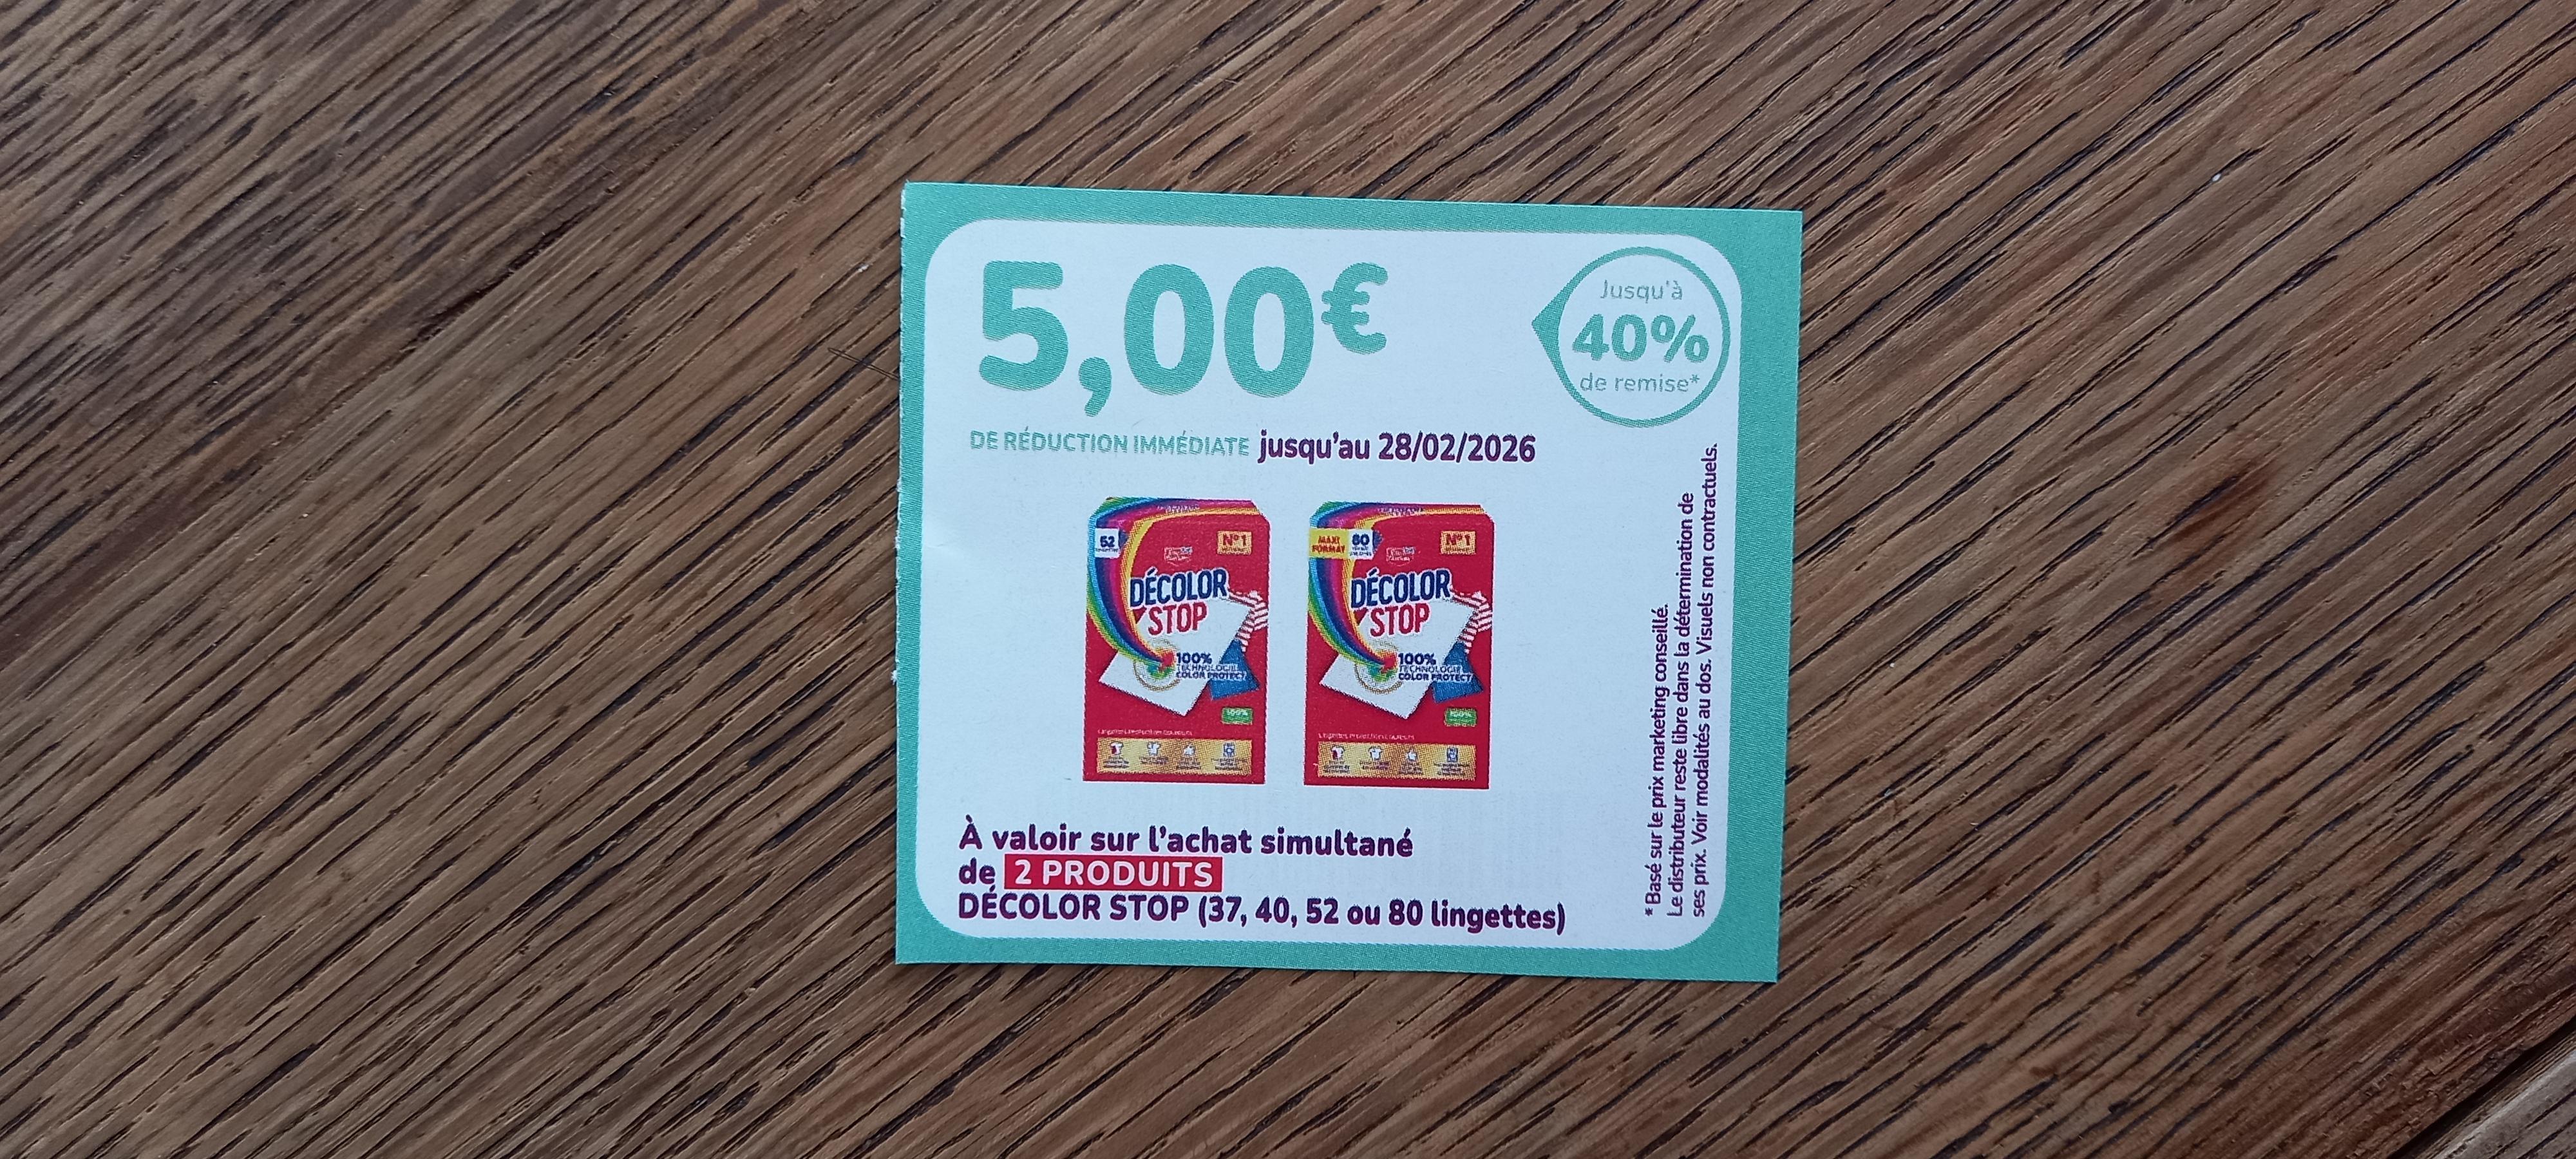 5,00€
Jusqu'à
40%
de remise*
DE RÉDUCTION IMMÉDIATE jusqu'au 28/02/2026
52
N°1
DÉCOLOR
STOP
100%
TECHNOLOGIE
COLOR PROTECT
100%
MAXI
FORMAT
80
N°1
DÉCOLOR
STOP
100%
TECHNOLOGIE
COLOR PROTECT
100%
À valoir sur l'achat simultané
de 2 PRODUITS
DÉCOLOR STOP (37, 40, 52 ou 80 lingettes)
* Basé sur le prix marketing conseillé.
Le distributeur reste libre dans la détermination de
ses prix. Voir modalités au dos. Visuels non contractuels.